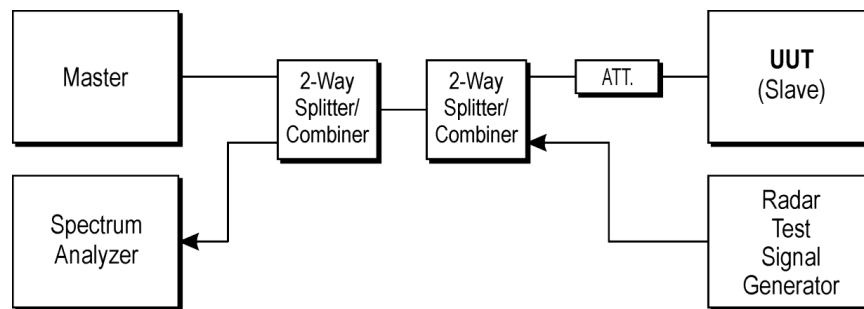 Master
2-Way
Splitter/
Combiner
2-Way
Splitter/
Combiner
ATT.
UUT
(Slave)
Spectrum
Analyzer
Radar
Test
Signal
Generator